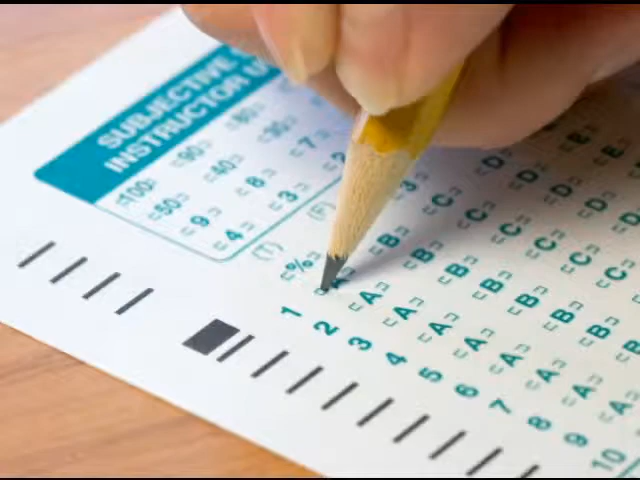 SUBJECTIVE
INSTRUCTOR
100 90 80
50 40 30
9 8 7
4 3 2
(T) (F)
%
1
2 A B C D E
3 A B C D E
4 A B C D
5 A B C D
6 A B C
7 A B C
8 A B
9 A B
10 A